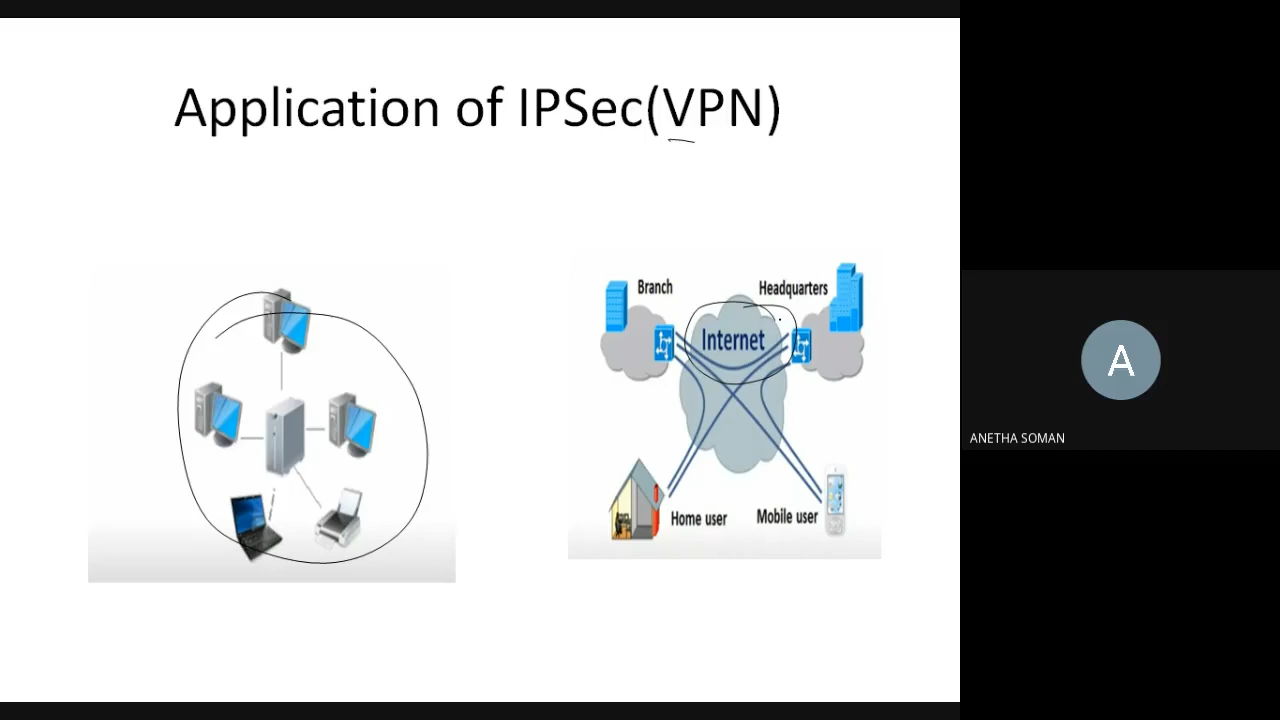 Application of IPSec(VPN)
Branch
Headquarters
Internet
Home user
Mobile user
A
ANETHA SOMAN